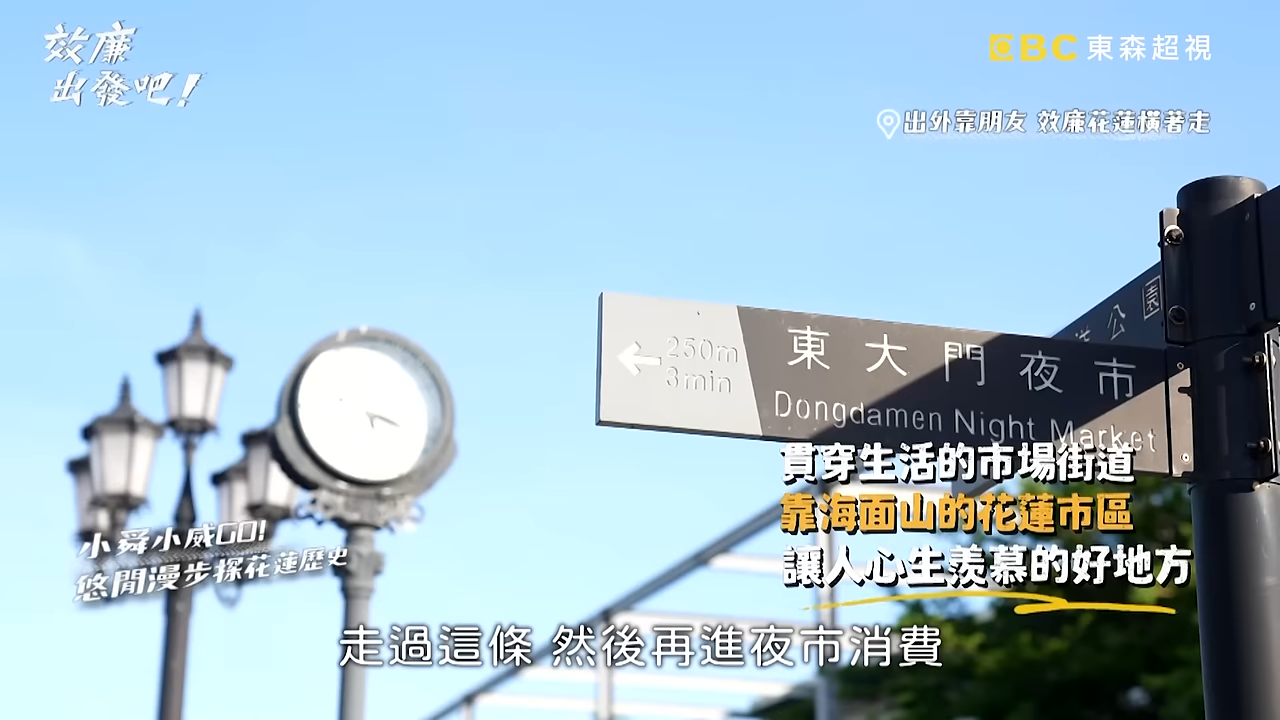 效廉
出發吧!
EBC 東森超視
出外靠朋友 效廉花蓮橫著走
公園
250m
3min
東大門夜市
Dongdamen Night Market
貫穿生活的市場街道
靠海面山的花蓮市區
讓人心生羨慕的好地方
小舜小威GO!
悠閒漫步探花蓮歷史
走過這條 然後再進夜市消費